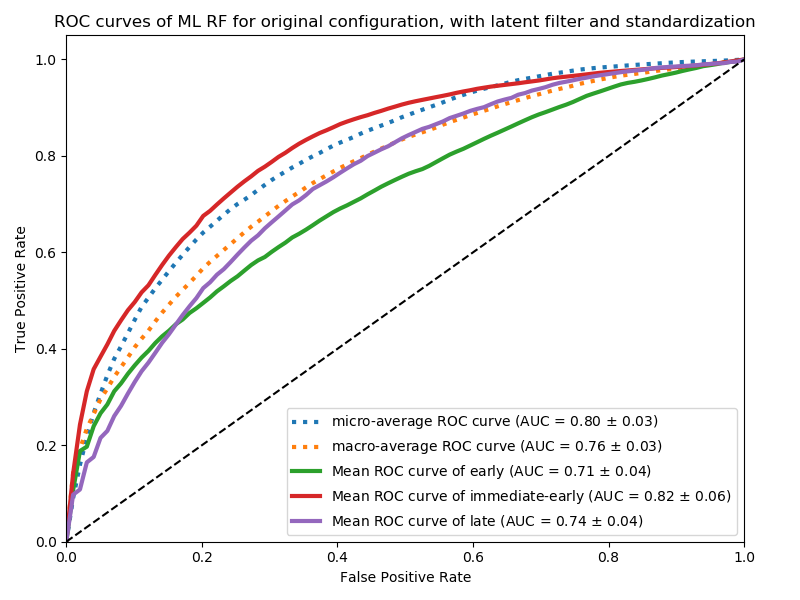 ROC curves of ML RF for original configuration, with latent filter and standardization
1.0
0.8
0.6
0.4
0.2
0.0
True Positive Rate
micro-average ROC curve (AUC = 0.80 ± 0.03)
macro-average ROC curve (AUC = 0.76 ± 0.03)
Mean ROC curve of early (AUC = 0.71 ± 0.04)
Mean ROC curve of immediate-early (AUC = 0.82 ± 0.06)
Mean ROC curve of late (AUC = 0.74 ± 0.04)
0.0 0.2 0.4 0.6 0.8 1.0
False Positive Rate